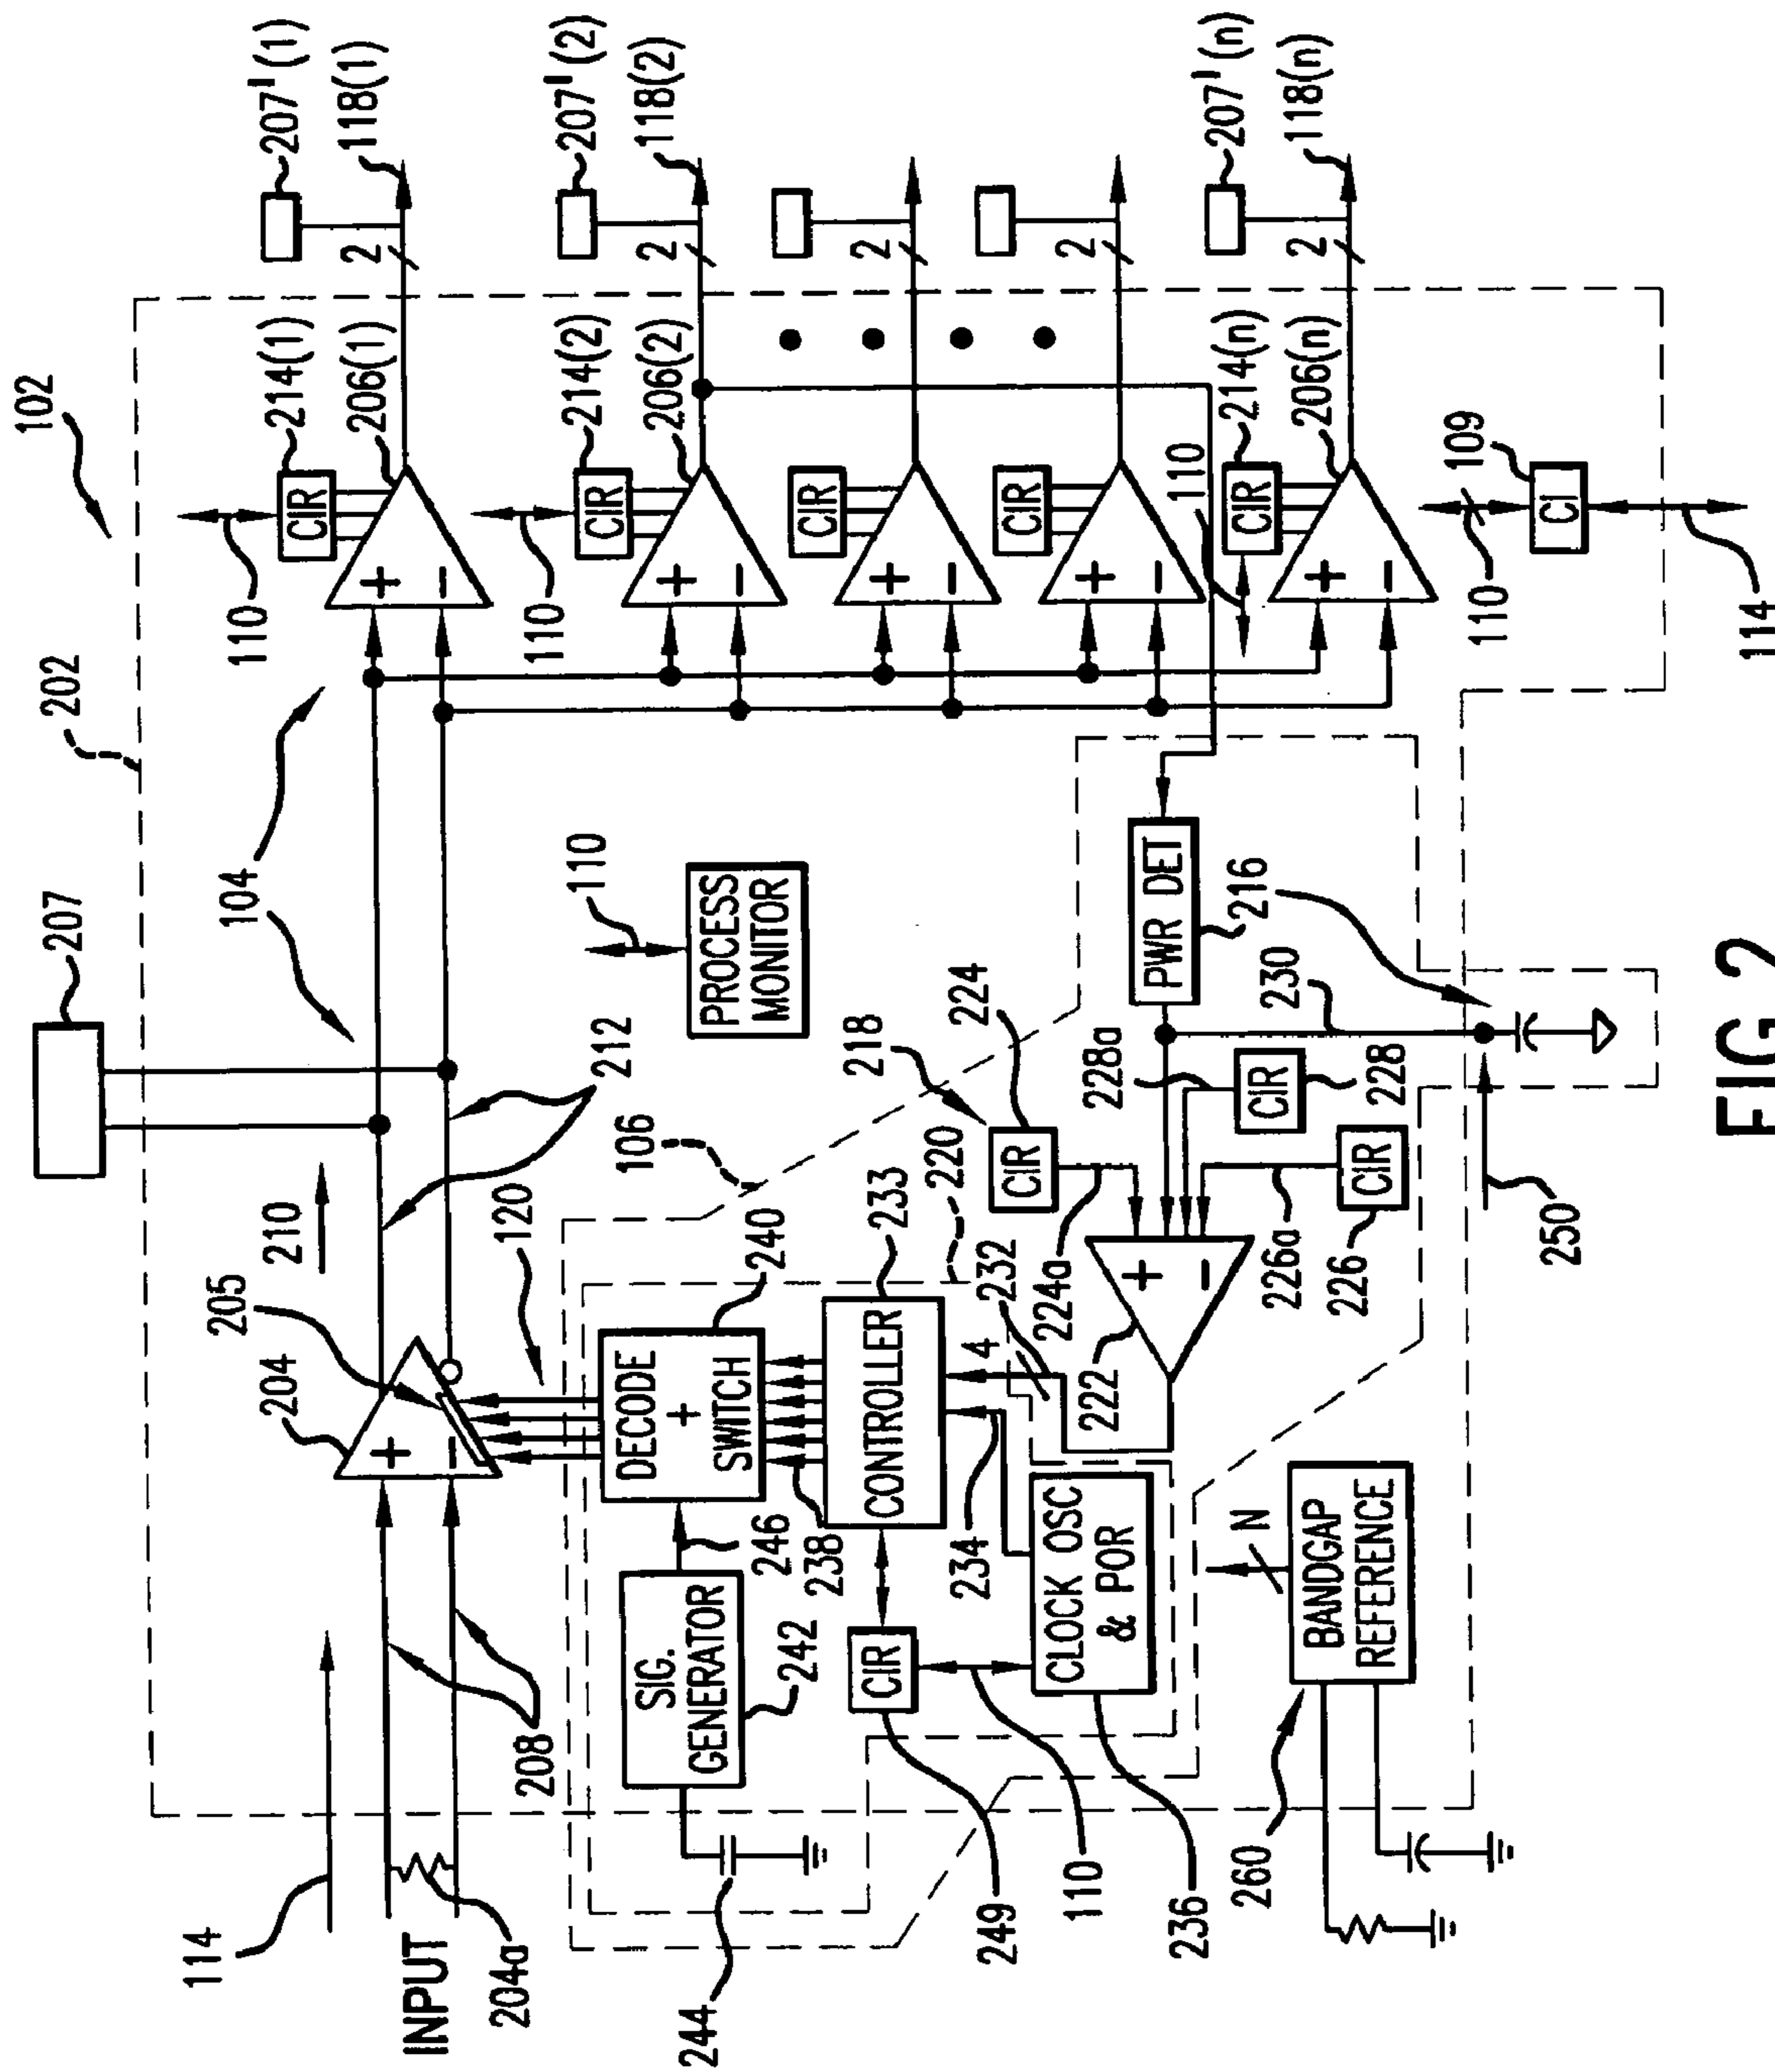 102
202
207
104
114
210
204
205
212
INPUT
204a
208
120
106
110
PROCESS
MONITOR
110
CIR
214(1)
206(1)
2
207'(1)
118(1)
110
CIR
214(2)
206(2)
2
207'(2)
118(2)
CIR
2
CIR
2
110
CIR
214(n)
206(n)
2
207'(n)
118(n)
110
109
CI
114
+
−
+
−
+
−
+
−
+
−
+
−
DECODE
+
SWITCH
240
220
SIG.
GENERATOR
242
244
246
238
CONTROLLER
233
CIR
249
110
234
4
232
CLOCK OSC
& POR
236
218
224
CIR
224a
222
+
−
228a
CIR
228
226a
CIR
226
PWR DET
216
230
250
N
BANDGAP
REFERENCE
260
FIG.2